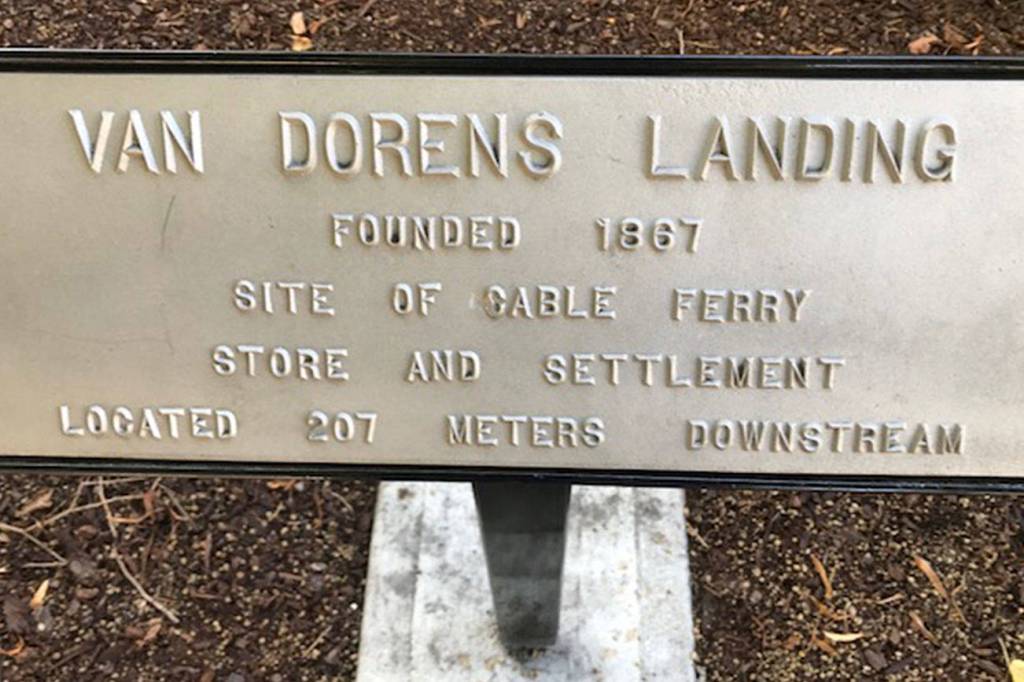 VAN DORENS LANDING
FOUNDED 1867
SITE OF CABLE FERRY
STORE AND SETTLEMENT
LOCATED 207 METERS DOWNSTREAM